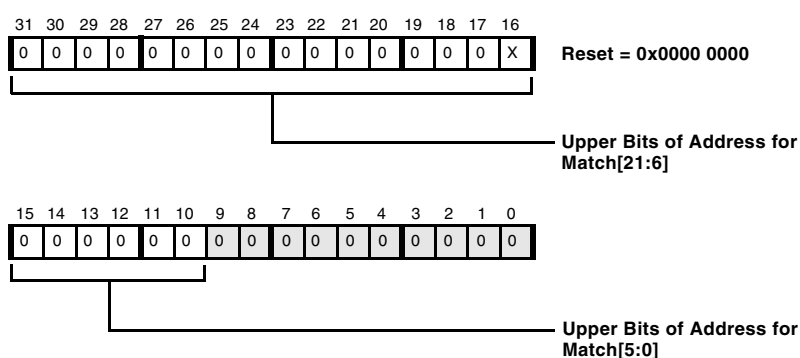 31 30 29 28 27 26 25 24 23 22 21 20 19 18 17 16
0 0 0 0 0 0 0 0 0 0 0 0 0 0 0 X Reset = 0x0000 0000
Upper Bits of Address for
Match[21:6]
15 14 13 12 11 10 9 8 7 6 5 4 3 2 1 0
0 0 0 0 0 0 0 0 0 0 0 0 0 0 0 0
Upper Bits of Address for
Match[5:0]